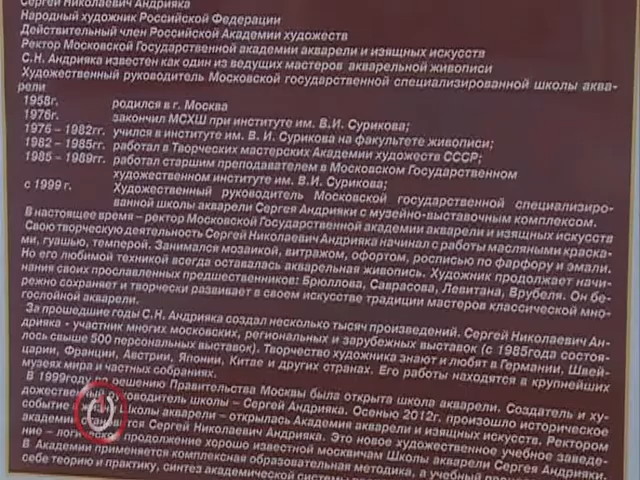 Сергей Николаевич Андрияка
Народный художник Российской Федерации
Действительный член Российской Академии художеств
Ректор Московской Государственной академии акварели и изящных искусств
С.Н. Андрияка известен как один из ведущих мастеров акварельной живописи
Художественный руководитель Московской государственной специализированной школы аква-
рели
1958г. родился в г. Москва
1976г. закончил МСХШ при институте им. В.И. Сурикова;
1976 – 1982гг. учился в институте им. В. И. Сурикова на факультете живописи;
1982 – 1985гг. работал в Творческих мастерских Академии художеств СССР;
1985 – 1989гг. работал старшим преподавателем в Московском Государственном
художественном институте им. В.И. Сурикова;
с 1999 г. Художественный руководитель Московской государственной специализиро-
ванной школы акварели Сергея Андрияки с музейно-выставочным комплексом.
В настоящее время – ректор Московской Государственной академии акварели и изящных искусств
Свою творческую деятельность Сергей Николаевич Андрияка начинал с работы масляными краска-
ми, гуашью, темперой. Занимался мозаикой, витражом, офортом, росписью по фарфору и эмали.
Но его любимой техникой всегда оставалась акварельная живопись. Художник продолжает начи-
нания своих прославленных предшественников: Брюллова, Саврасова, Левитана, Врубеля. Он бе-
режно сохраняет и творчески развивает в своем искусстве традиции мастеров классической мно-
гослойной акварели.
За прошедшие годы С.Н. Андрияка создал несколько тысяч произведений. Сергей Николаевич Ан-
дрияка - участник многих московских, региональных и зарубежных выставок (с 1985года состоя-
лось свыше 500 персональных выставок). Творчество художника знают и любят в Германии, Швей-
царии, Франции, Австрии, Японии, Китае и других странах. Его работы находятся в крупнейших
музеях мира и частных собраниях.
В 1999году решению Правительства Москвы была открыта школа акварели. Создатель и ху-
дожественный руководитель школы – Сергей Андрияка. Осенью 2012г. произошло историческое
событие школы акварели – открылась Академия акварели и изящных искусств. Ректором
академии Сергей Николаевич Андрияка. Это новое художественное учебное заведе-
ние – продолжение хорошо известной москвичам Школы акварели Сергея Андрияки.
В Академии применяется комплексная образовательная методика, а учебный
себе теорию и практику, синтез академической системы